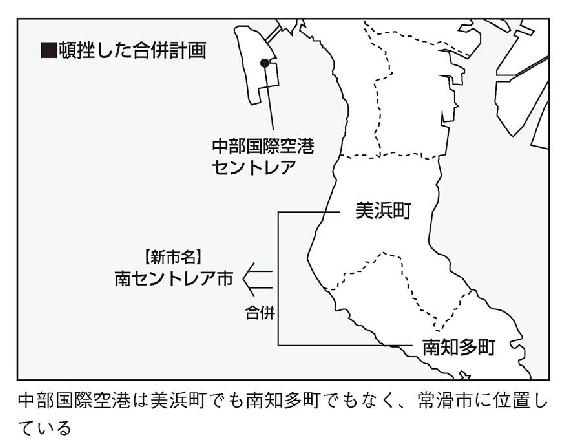 ■頓挫した合併計画
中部国際空港
セントレア
美浜町
【新市名】
南セントレア市
合併
南知多町
中部国際空港は美浜町でも南知多町でもなく、常滑市に位置し
ている